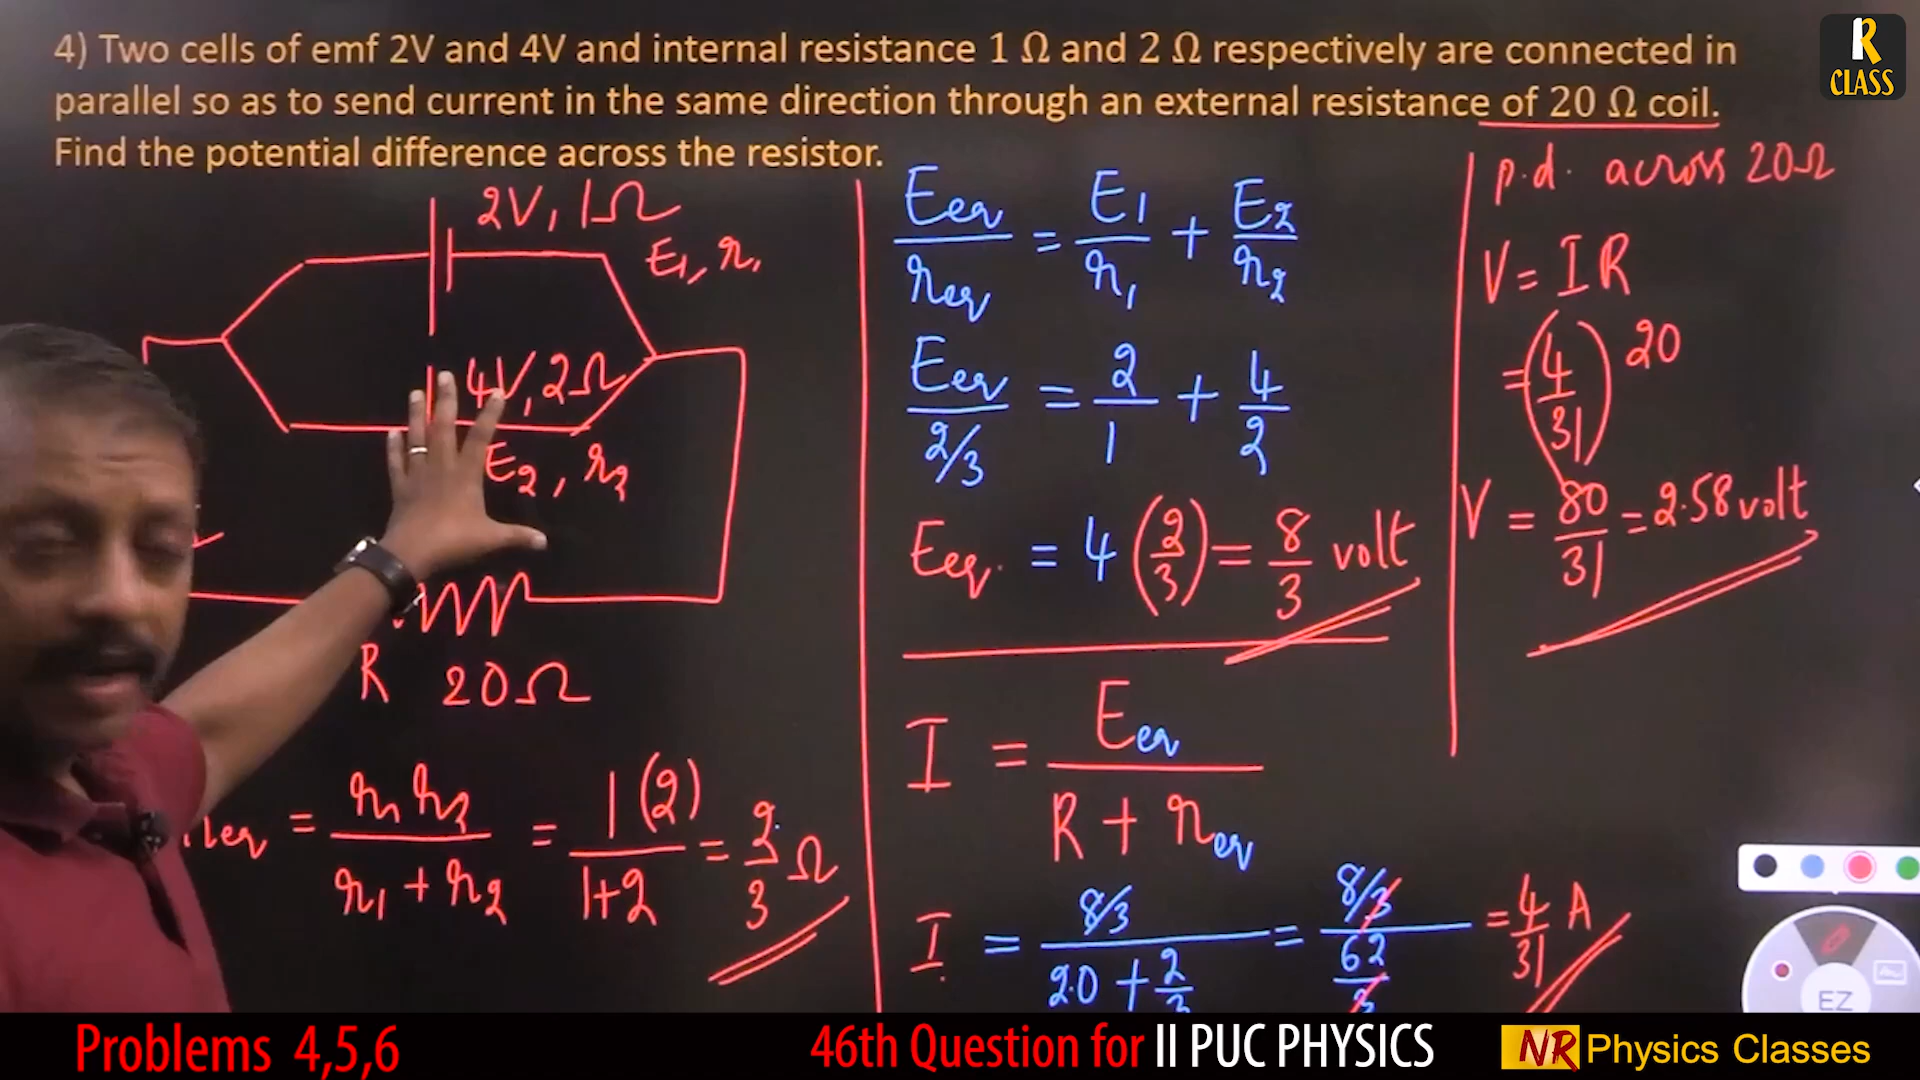 4) Two cells of emf 2V and 4V and internal resistance 1 Ω and 2 Ω respectively are connected in
parallel so as to send current in the same direction through an external resistance of 20 Ω coil.
Find the potential difference across the resistor.
R
CLASS
2V, 1Ω
E₁, r₁
4V, 2Ω
E₂, r₂
R 20Ω
req = r₁ r₂ / r₁ + r₂ = 1(2) / 1+2 = 2/3 Ω
Eeq/req = E₁/r₁ + E₂/r₂
Eeq / 2/3 = 2/1 + 4/2
Eeq. = 4 (2/3) = 8/3 volt
I = Eeq / R + req
I = 8/3 / 20 + 2/3 = 8/3 / 62/3 = 4/31 A
p.d. across 20Ω
V = IR
= (4/31) 20
V = 80/31 = 2.58 volt
EZ
Problems 4,5,6
46th Question for II PUC PHYSICS
NR Physics Classes